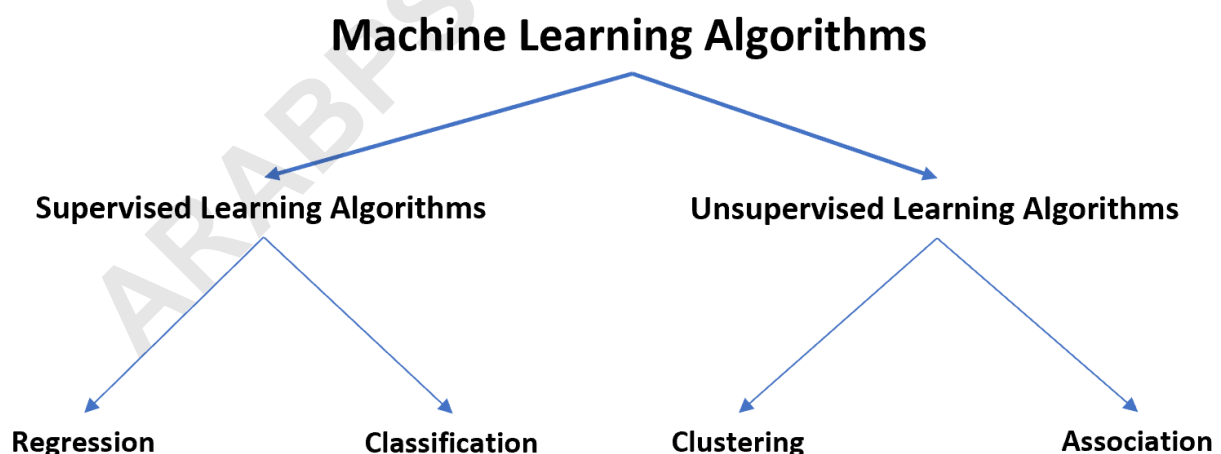 Machine Learning Algorithms
Supervised Learning Algorithms
Unsupervised Learning Algorithms
Regression
Classification
Clustering
Association